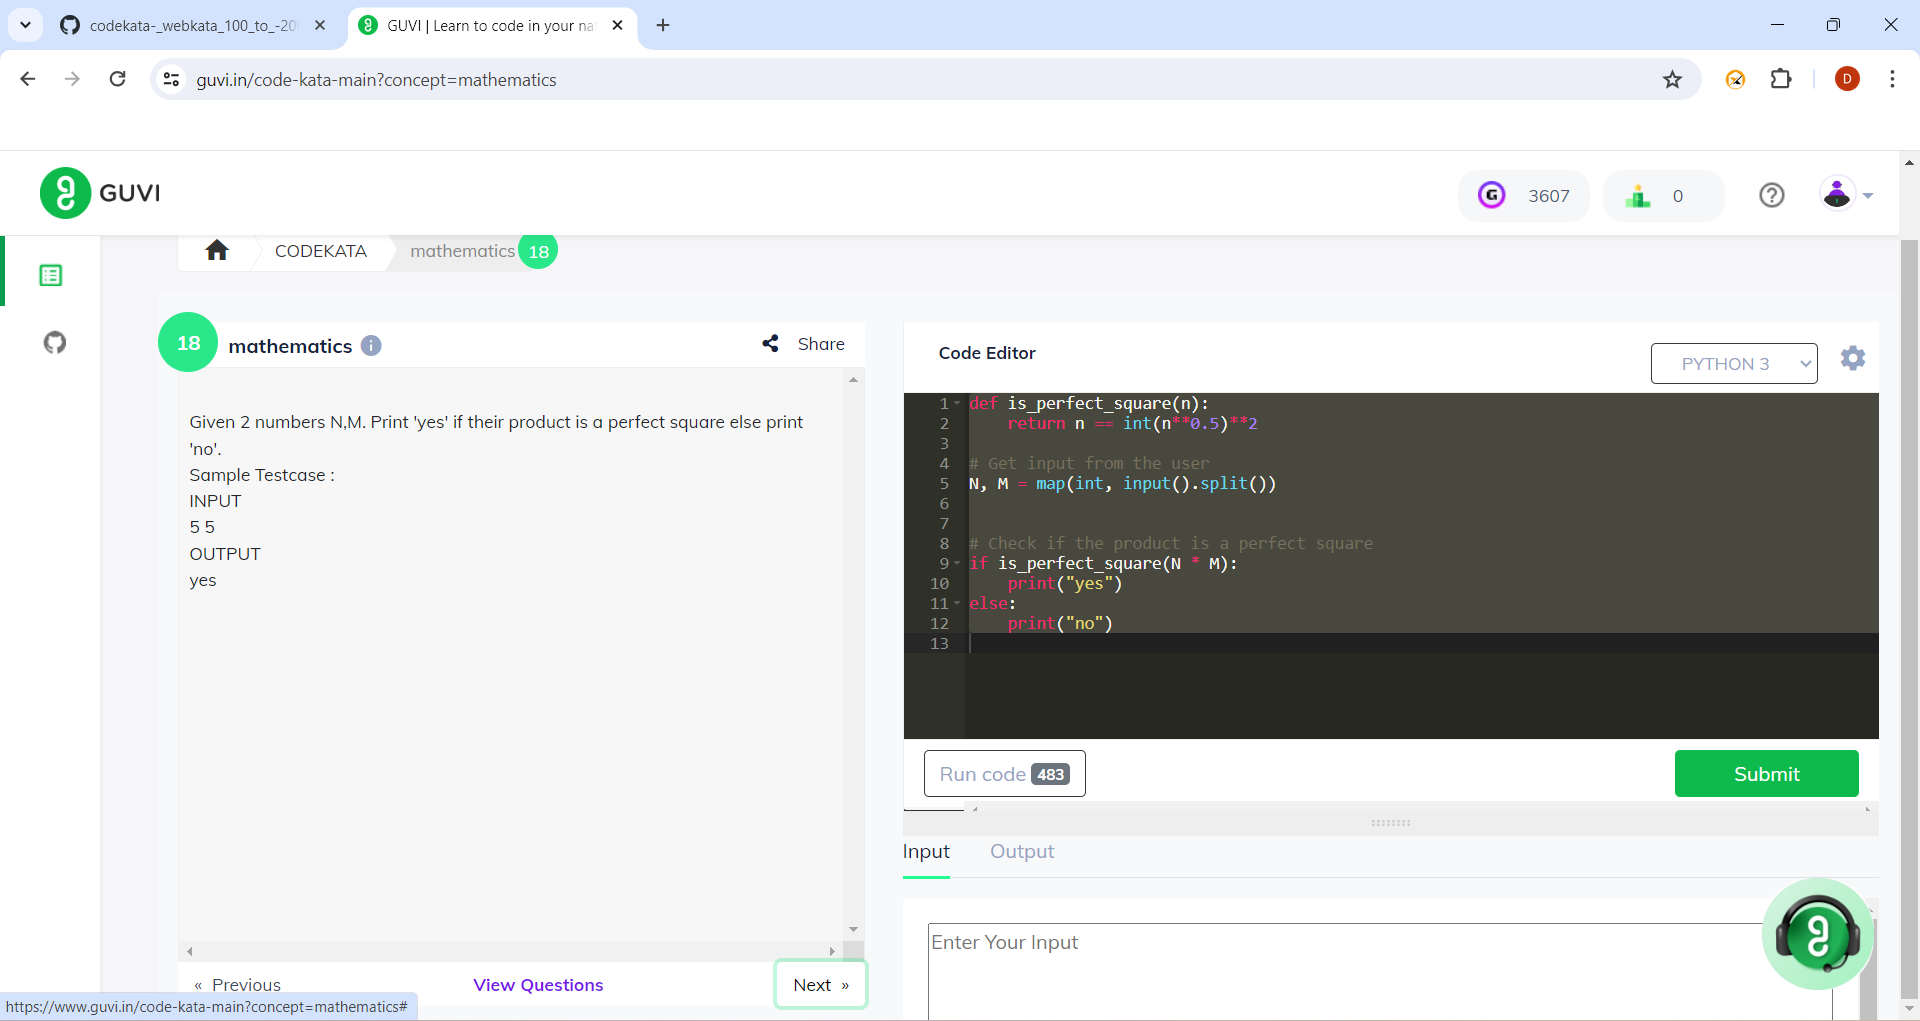 codekata-_webkata_100_to_-20
GUVI | Learn to code in your na
guvi.in/code-kata-main?concept=mathematics
D
GUVI
G 3607
0
CODEKATA
mathematics 18
18 mathematics
Share
Given 2 numbers N,M. Print 'yes' if their product is a perfect square else print
'no'.
Sample Testcase :
INPUT
5 5
OUTPUT
yes
« Previous
View Questions
Next »
https://www.guvi.in/code-kata-main?concept=mathematics#
Code Editor
PYTHON 3
1 def is_perfect_square(n):
2     return n == int(n**0.5)**2
3
4 # Get input from the user
5 N, M = map(int, input().split())
6
7
8 # Check if the product is a perfect square
9 if is_perfect_square(N * M):
10     print("yes")
11 else:
12     print("no")
13
Run code 483
Submit
Input
Output
Enter Your Input